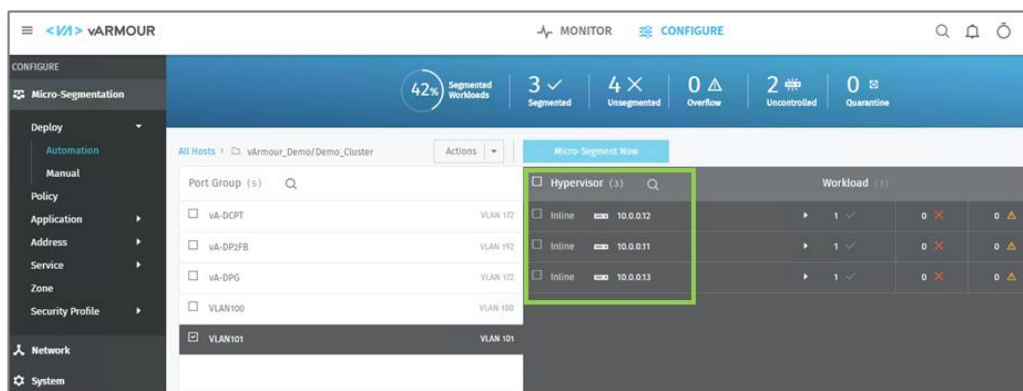 <VA> vARMOUR
MONITOR
CONFIGURE
CONFIGURE
Micro-Segmentation
Deploy
Automation
Manual
Policy
Application
Address
Service
Zone
Security Profile
Network
System
42% Segmented Workloads
3 Segmented
4 Unsegmented
0 Overflow
2 Uncontrolled
0 Quarantine
All Hosts > vArmour_Demo/Demo_Cluster
Actions
Micro-Segment Now
Port Group (5)
vA-DCPT VLAN 172
vA-DP2FB VLAN 192
vA-DPG VLAN 172
VLAN100 VLAN 100
VLAN101 VLAN 101
Hypervisor (3) Workload (3)
Inline 10.0.0.12 1 0 0
Inline 10.0.0.11 1 0 0
Inline 10.0.0.13 1 0 0